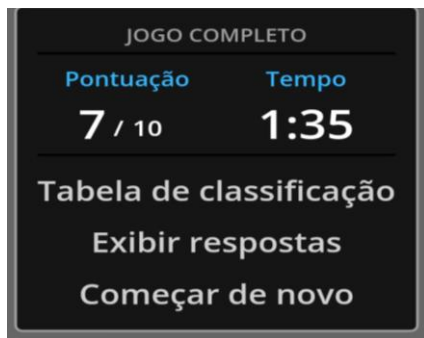 JOGO COMPLETO
Pontuação Tempo
7 / 10 1:35
Tabela de classificação
Exibir respostas
Começar de novo